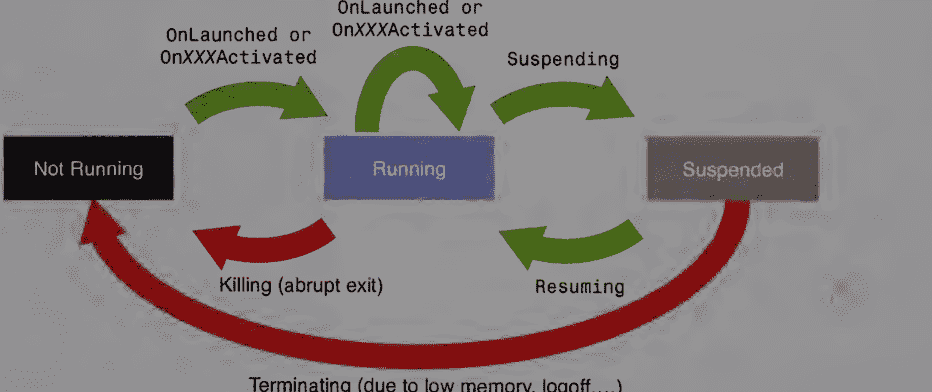 OnLaunched or
OnXXXActivated
OnLaunched or
OnXXXActivated
Suspending
Not Running
Running
Suspended
Killing (abrupt exit)
Resuming
Terminating (due to low memory, logoff,...)